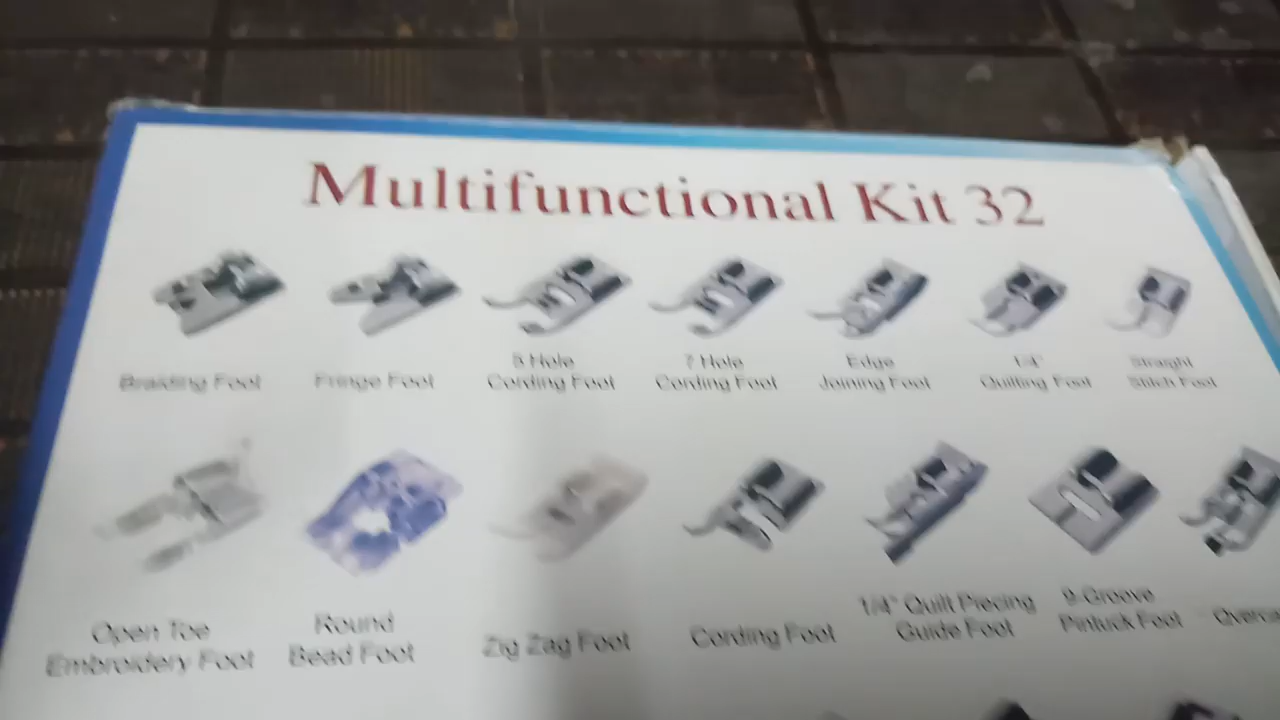 Multifunctional Kit 32
Braiding Foot
Fringe Foot
5 Hole
Cording Foot
7 Hole
Cording Foot
Edge
Joining Foot
1/4"
Quilting Foot
Straight
Stitch Foot
Open Toe
Embroidery Foot
Round
Bead Foot
Zig Zag Foot
Cording Foot
1/4" Quilt Piecing
Guide Foot
9-Groove
Pintuck Foot